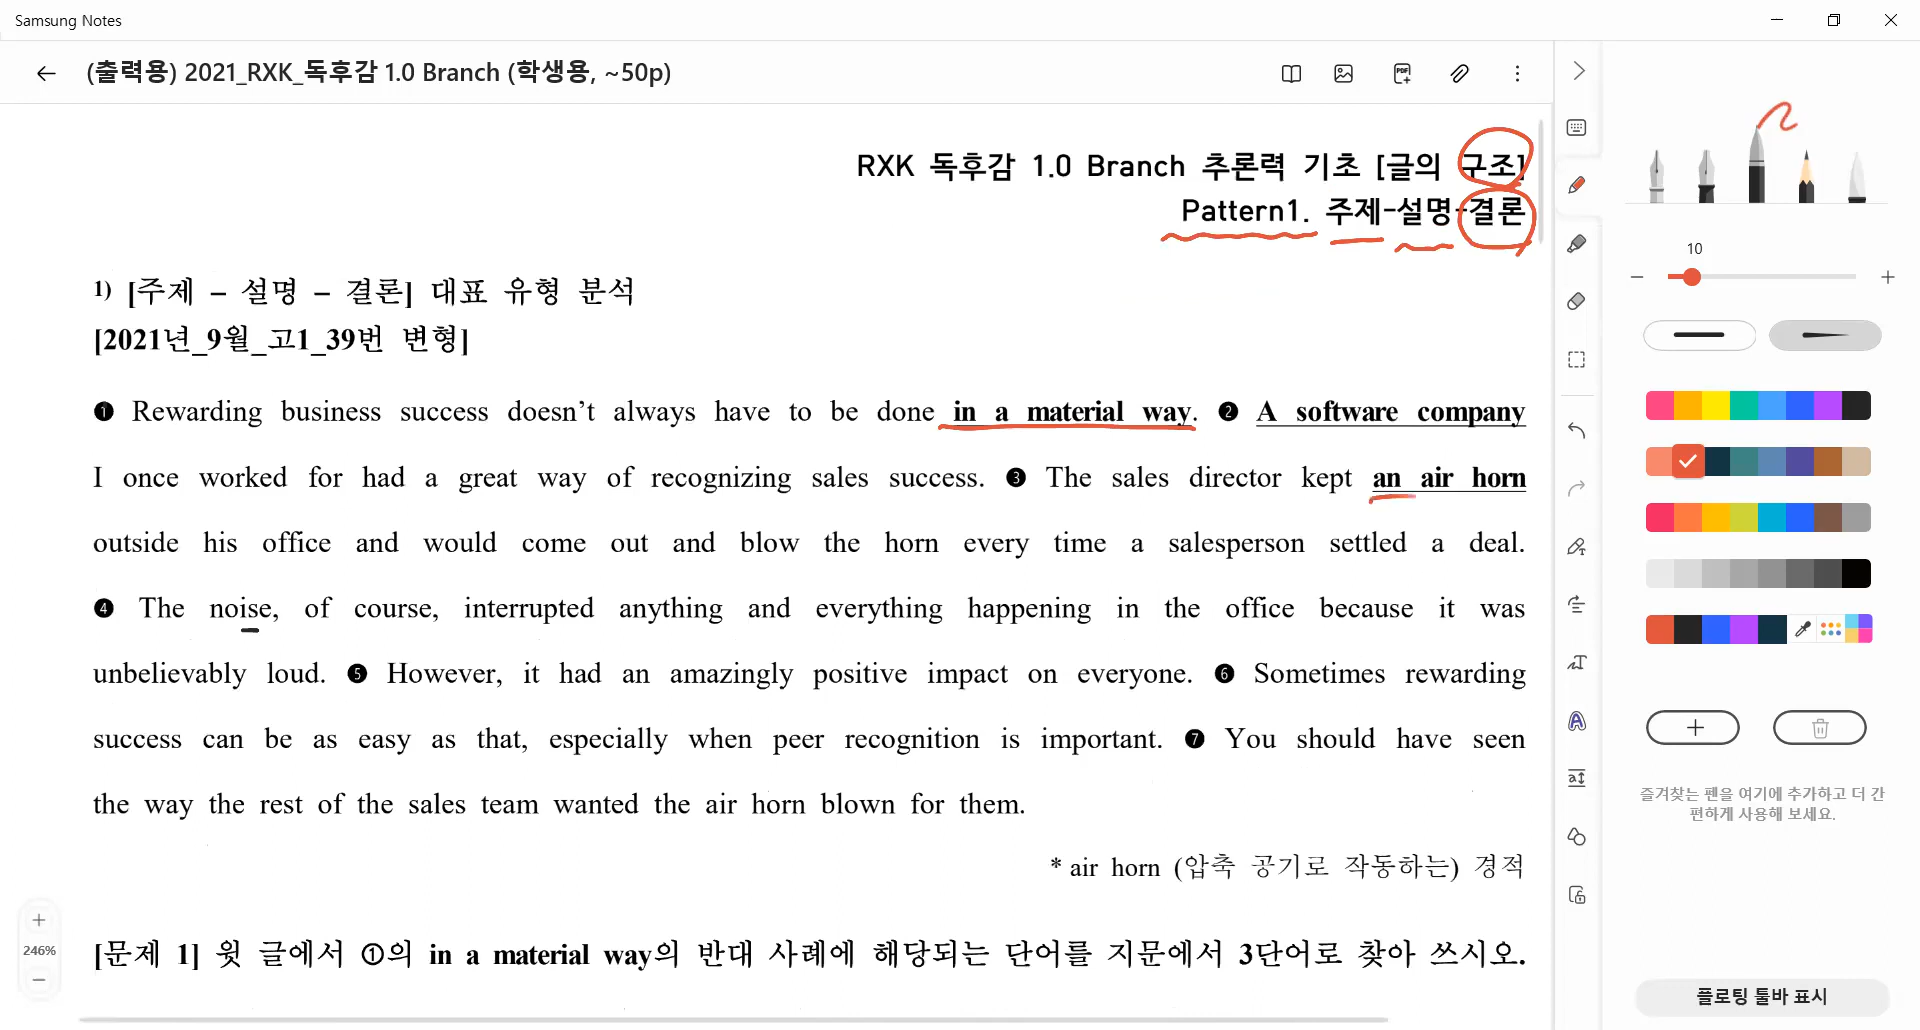 Samsung Notes
(출력용) 2021_RXK_독후감 1.0 Branch (학생용, ~50p)
RXK 독후감 1.0 Branch 추론력 기초 [글의 구조]
Pattern1. 주제-설명-결론
1) [주제 – 설명 – 결론] 대표 유형 분석
[2021년_9월_고1_39번 변형]
❶ Rewarding business success doesn’t always have to be done in a material way. ❷ A software company
I once worked for had a great way of recognizing sales success. ❸ The sales director kept an air horn
outside his office and would come out and blow the horn every time a salesperson settled a deal.
❹ The noise, of course, interrupted anything and everything happening in the office because it was
unbelievably loud. ❺ However, it had an amazingly positive impact on everyone. ❻ Sometimes rewarding
success can be as easy as that, especially when peer recognition is important. ❼ You should have seen
the way the rest of the sales team wanted the air horn blown for them.
* air horn (압축 공기로 작동하는) 경적
[문제 1] 윗 글에서 ①의 in a material way의 반대 사례에 해당되는 단어를 지문에서 3단어로 찾아 쓰시오.
246%
PDF
10
즐겨찾는 펜을 여기에 추가하고 더 간
편하게 사용해 보세요.
플로팅 툴바 표시